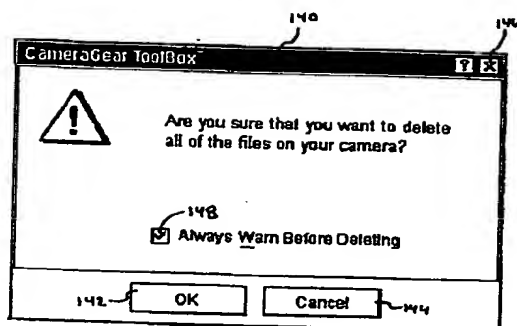 140
146
CameraGear ToolBox ? X
Are you sure that you want to delete
all of the files on your camera?
148
Always Warn Before Deleting
142 OK Cancel 144